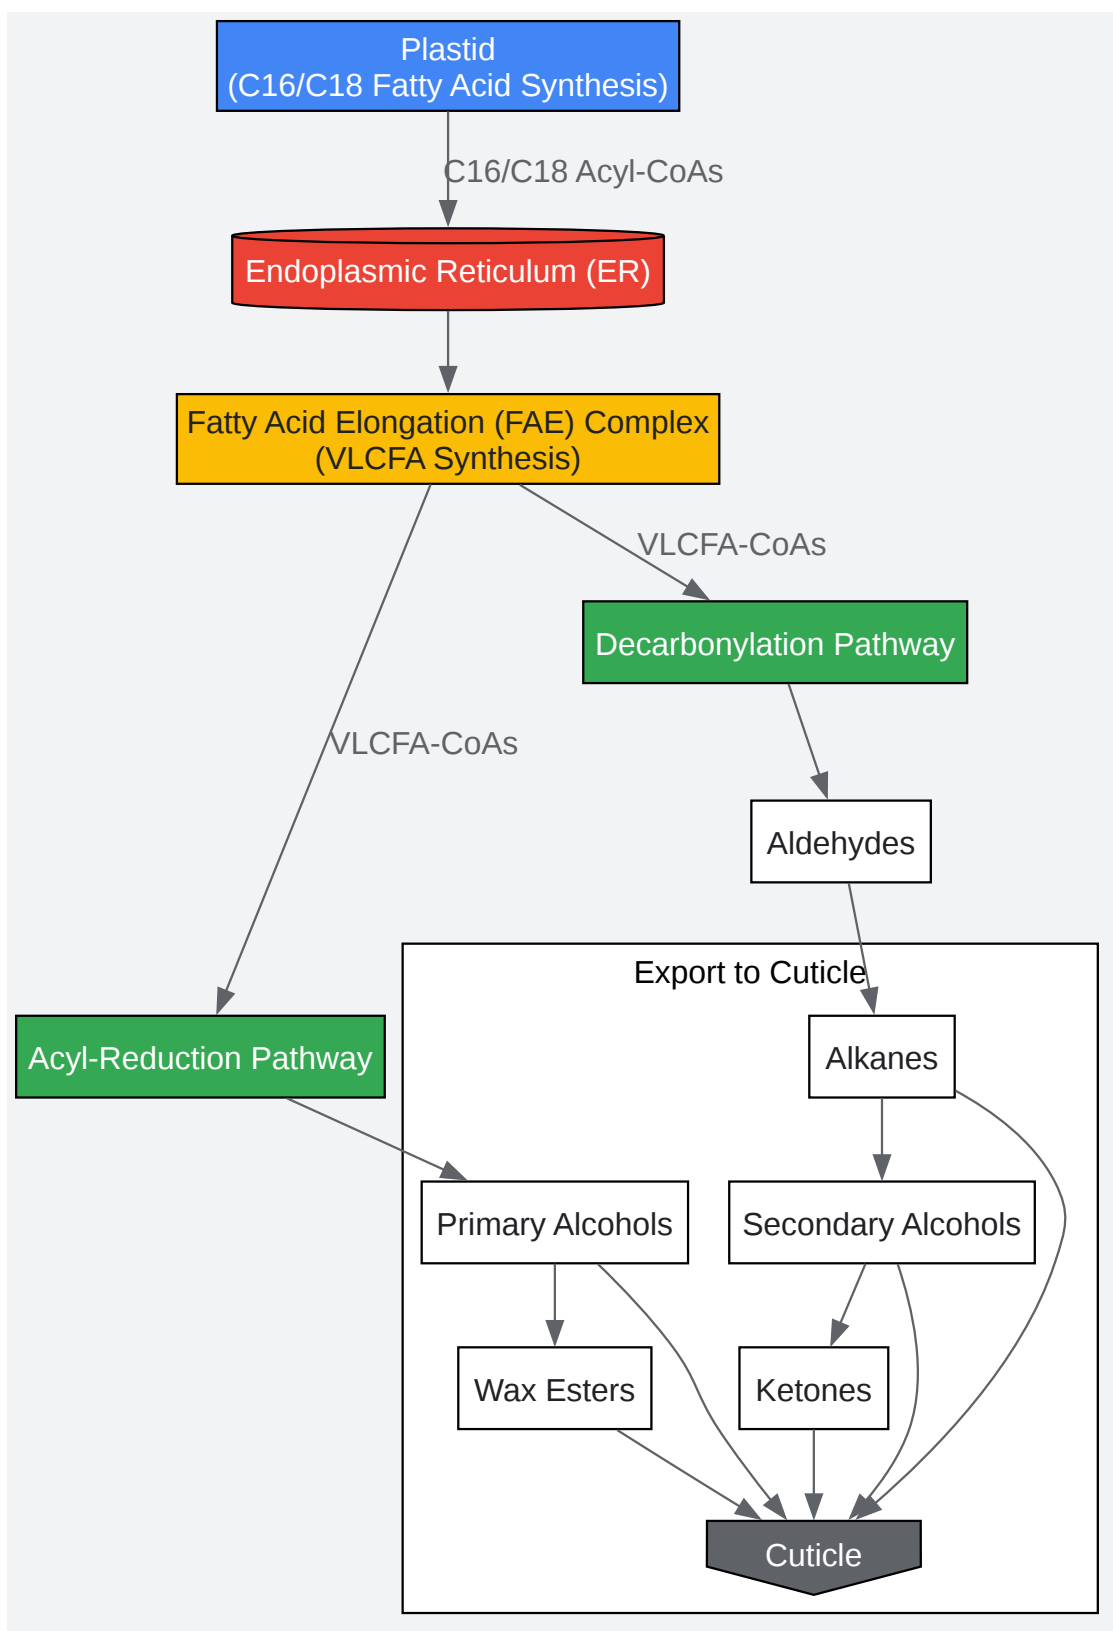 Plastid
(C16/C18 Fatty Acid Synthesis)
C16/C18 Acyl-CoAs
Endoplasmic Reticulum (ER)
Fatty Acid Elongation (FAE) Complex
(VLCFA Synthesis)
VLCFA-CoAs
Decarbonylation Pathway
VLCFA-CoAs
Aldehydes
Export to Cuticle
Acyl-Reduction Pathway
Alkanes
Primary Alcohols
Secondary Alcohols
Wax Esters
Ketones
Cuticle